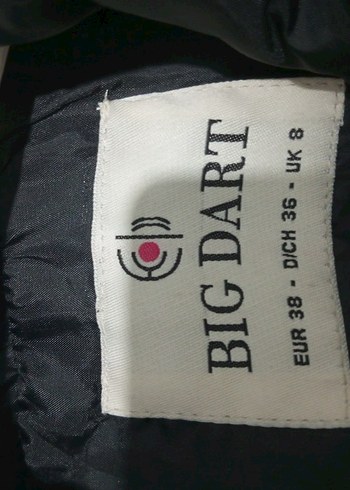 BIG DART
EUR 38 - D/CH 36 - UK 8